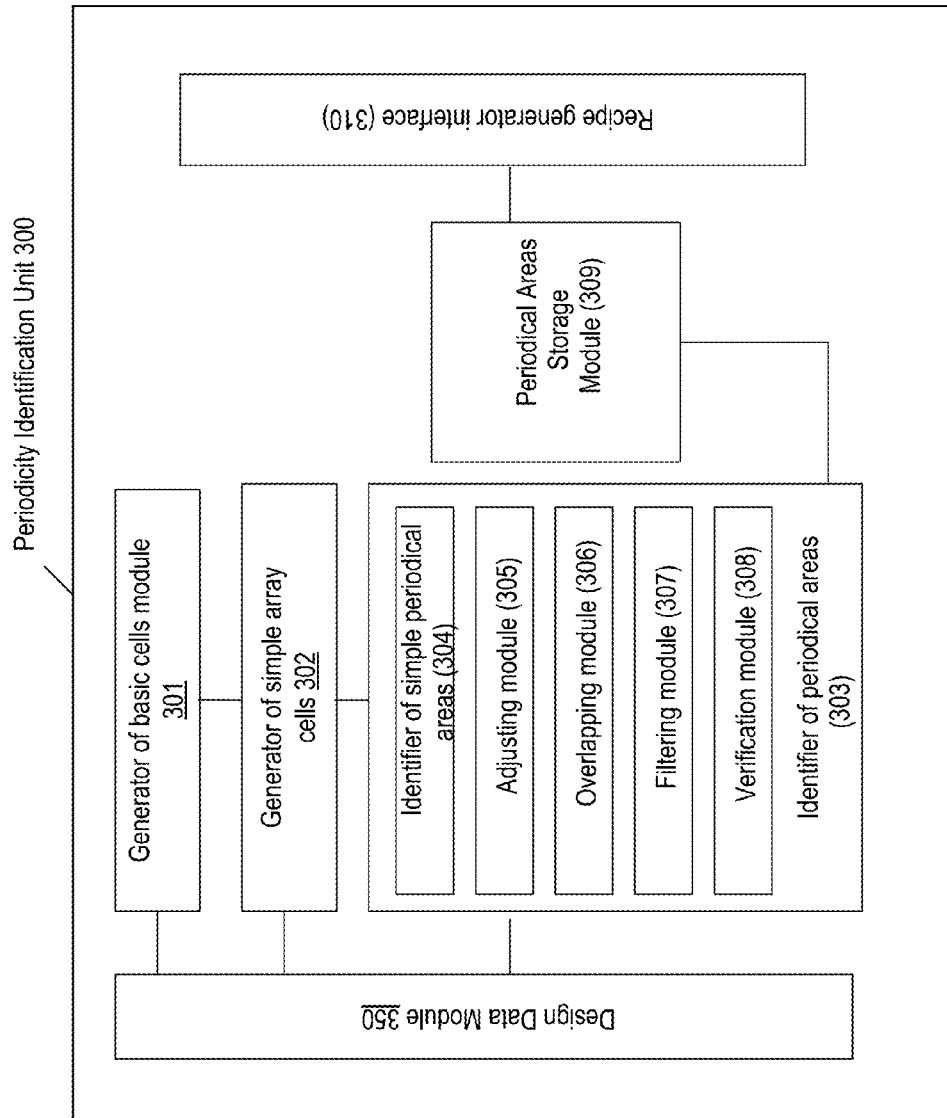 Periodicity Identification Unit 300
Generator of basic cells module
301
Generator of simple array
cells 302
Identifier of simple periodical
areas (304)
Adjusting module (305)
Overlapping module (306)
Filtering module (307)
Verification module (308)
Identifier of periodical areas
(303)
Design Data Module 350
Periodical Areas
Storage
Module (309)
Recipe generator interface (310)